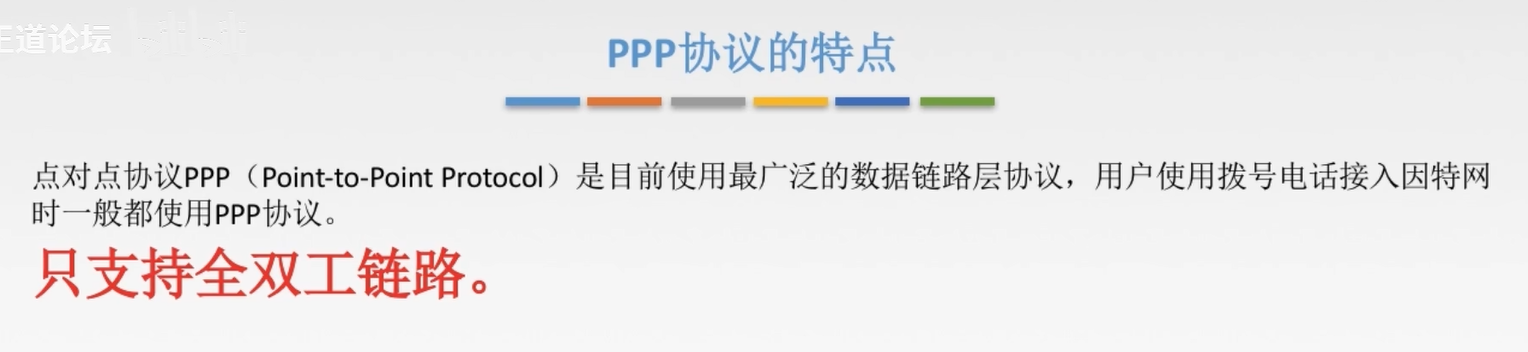 王道论坛
PPP协议的特点
点对点协议PPP（Point-to-Point Protocol）是目前使用最广泛的数据链路层协议，用户使用拨号电话接入因特网
时一般都使用PPP协议。
只支持全双工链路。